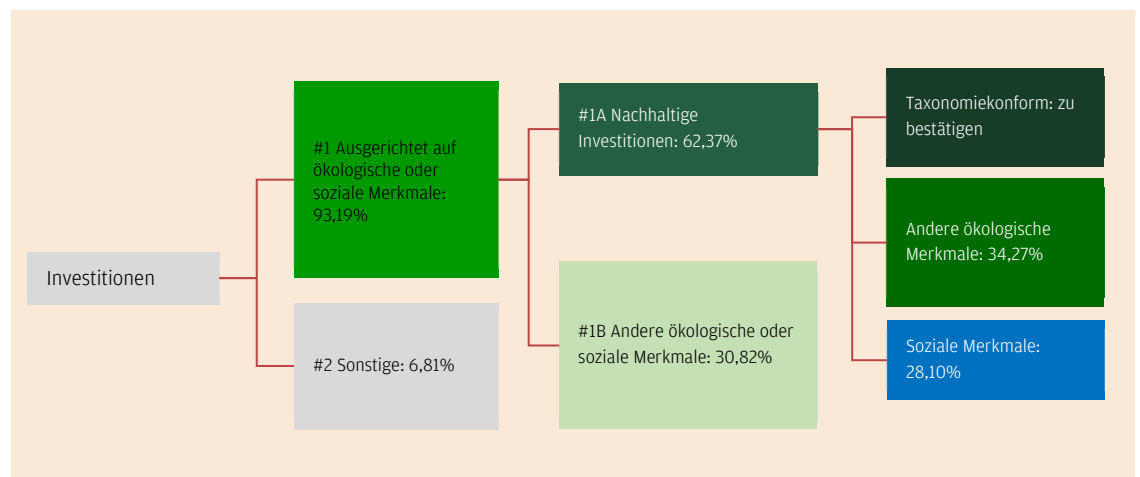 Investitionen
#1 Ausgerichtet auf
ökologische oder
soziale Merkmale:
93,19%
#2 Sonstige: 6,81%
#1A Nachhaltige
Investitionen: 62,37%
#1B Andere ökologische oder
soziale Merkmale: 30,82%
Taxonomiekonform: zu
bestätigen
Andere ökologische
Merkmale: 34,27%
Soziale Merkmale:
28,10%